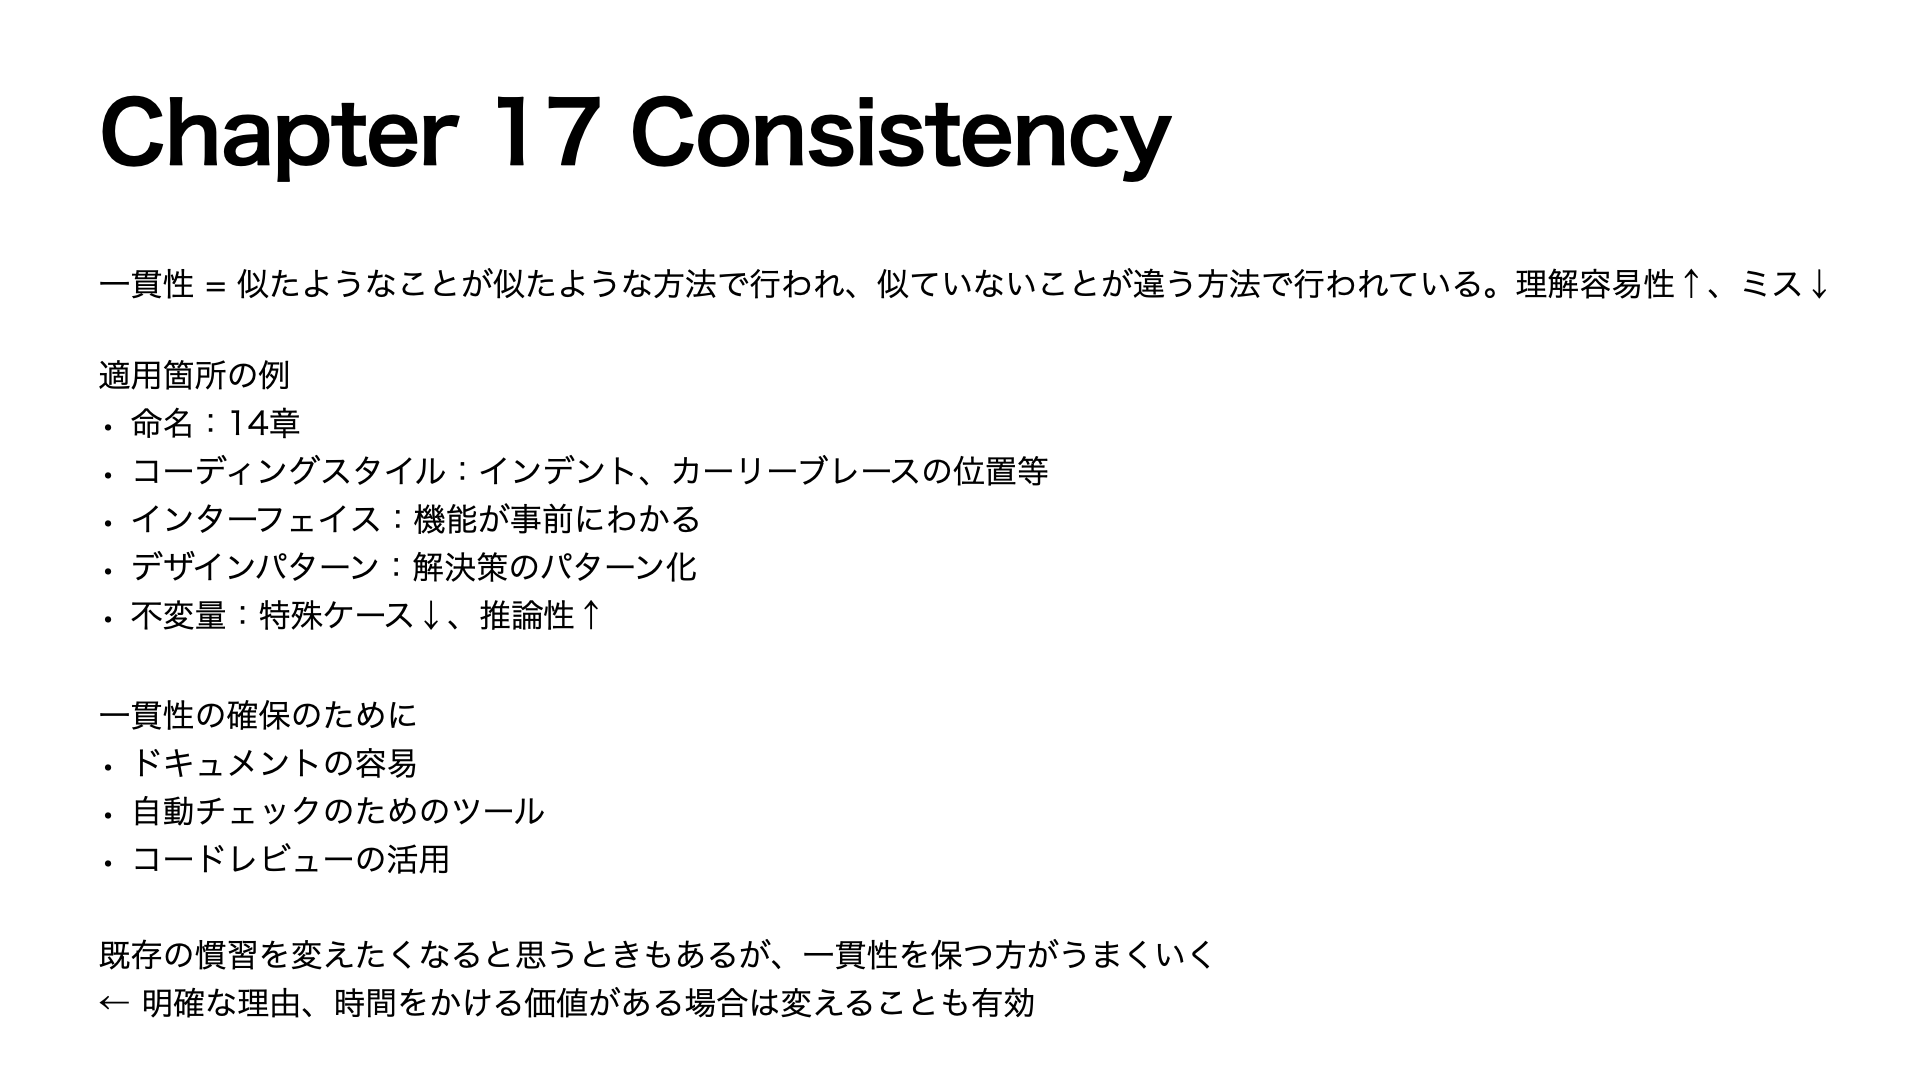 Chapter 17 Consistency
一貫性 = 似たようなことが似たような方法で行われ、似ていないことが違う方法で行われている。理解容易性↑、ミス↓
適用箇所の例
• 命名：14章
• コーディングスタイル：インデント、カーリーブレースの位置等
• インターフェイス：機能が事前にわかる
• デザインパターン：解決策のパターン化
• 不変量：特殊ケース↓、推論性↑
一貫性の確保のために
• ドキュメントの容易
• 自動チェックのためのツール
• コードレビューの活用
既存の慣習を変えたくなると思うときもあるが、一貫性を保つ方がうまくいく
← 明確な理由、時間をかける価値がある場合は変えることも有効